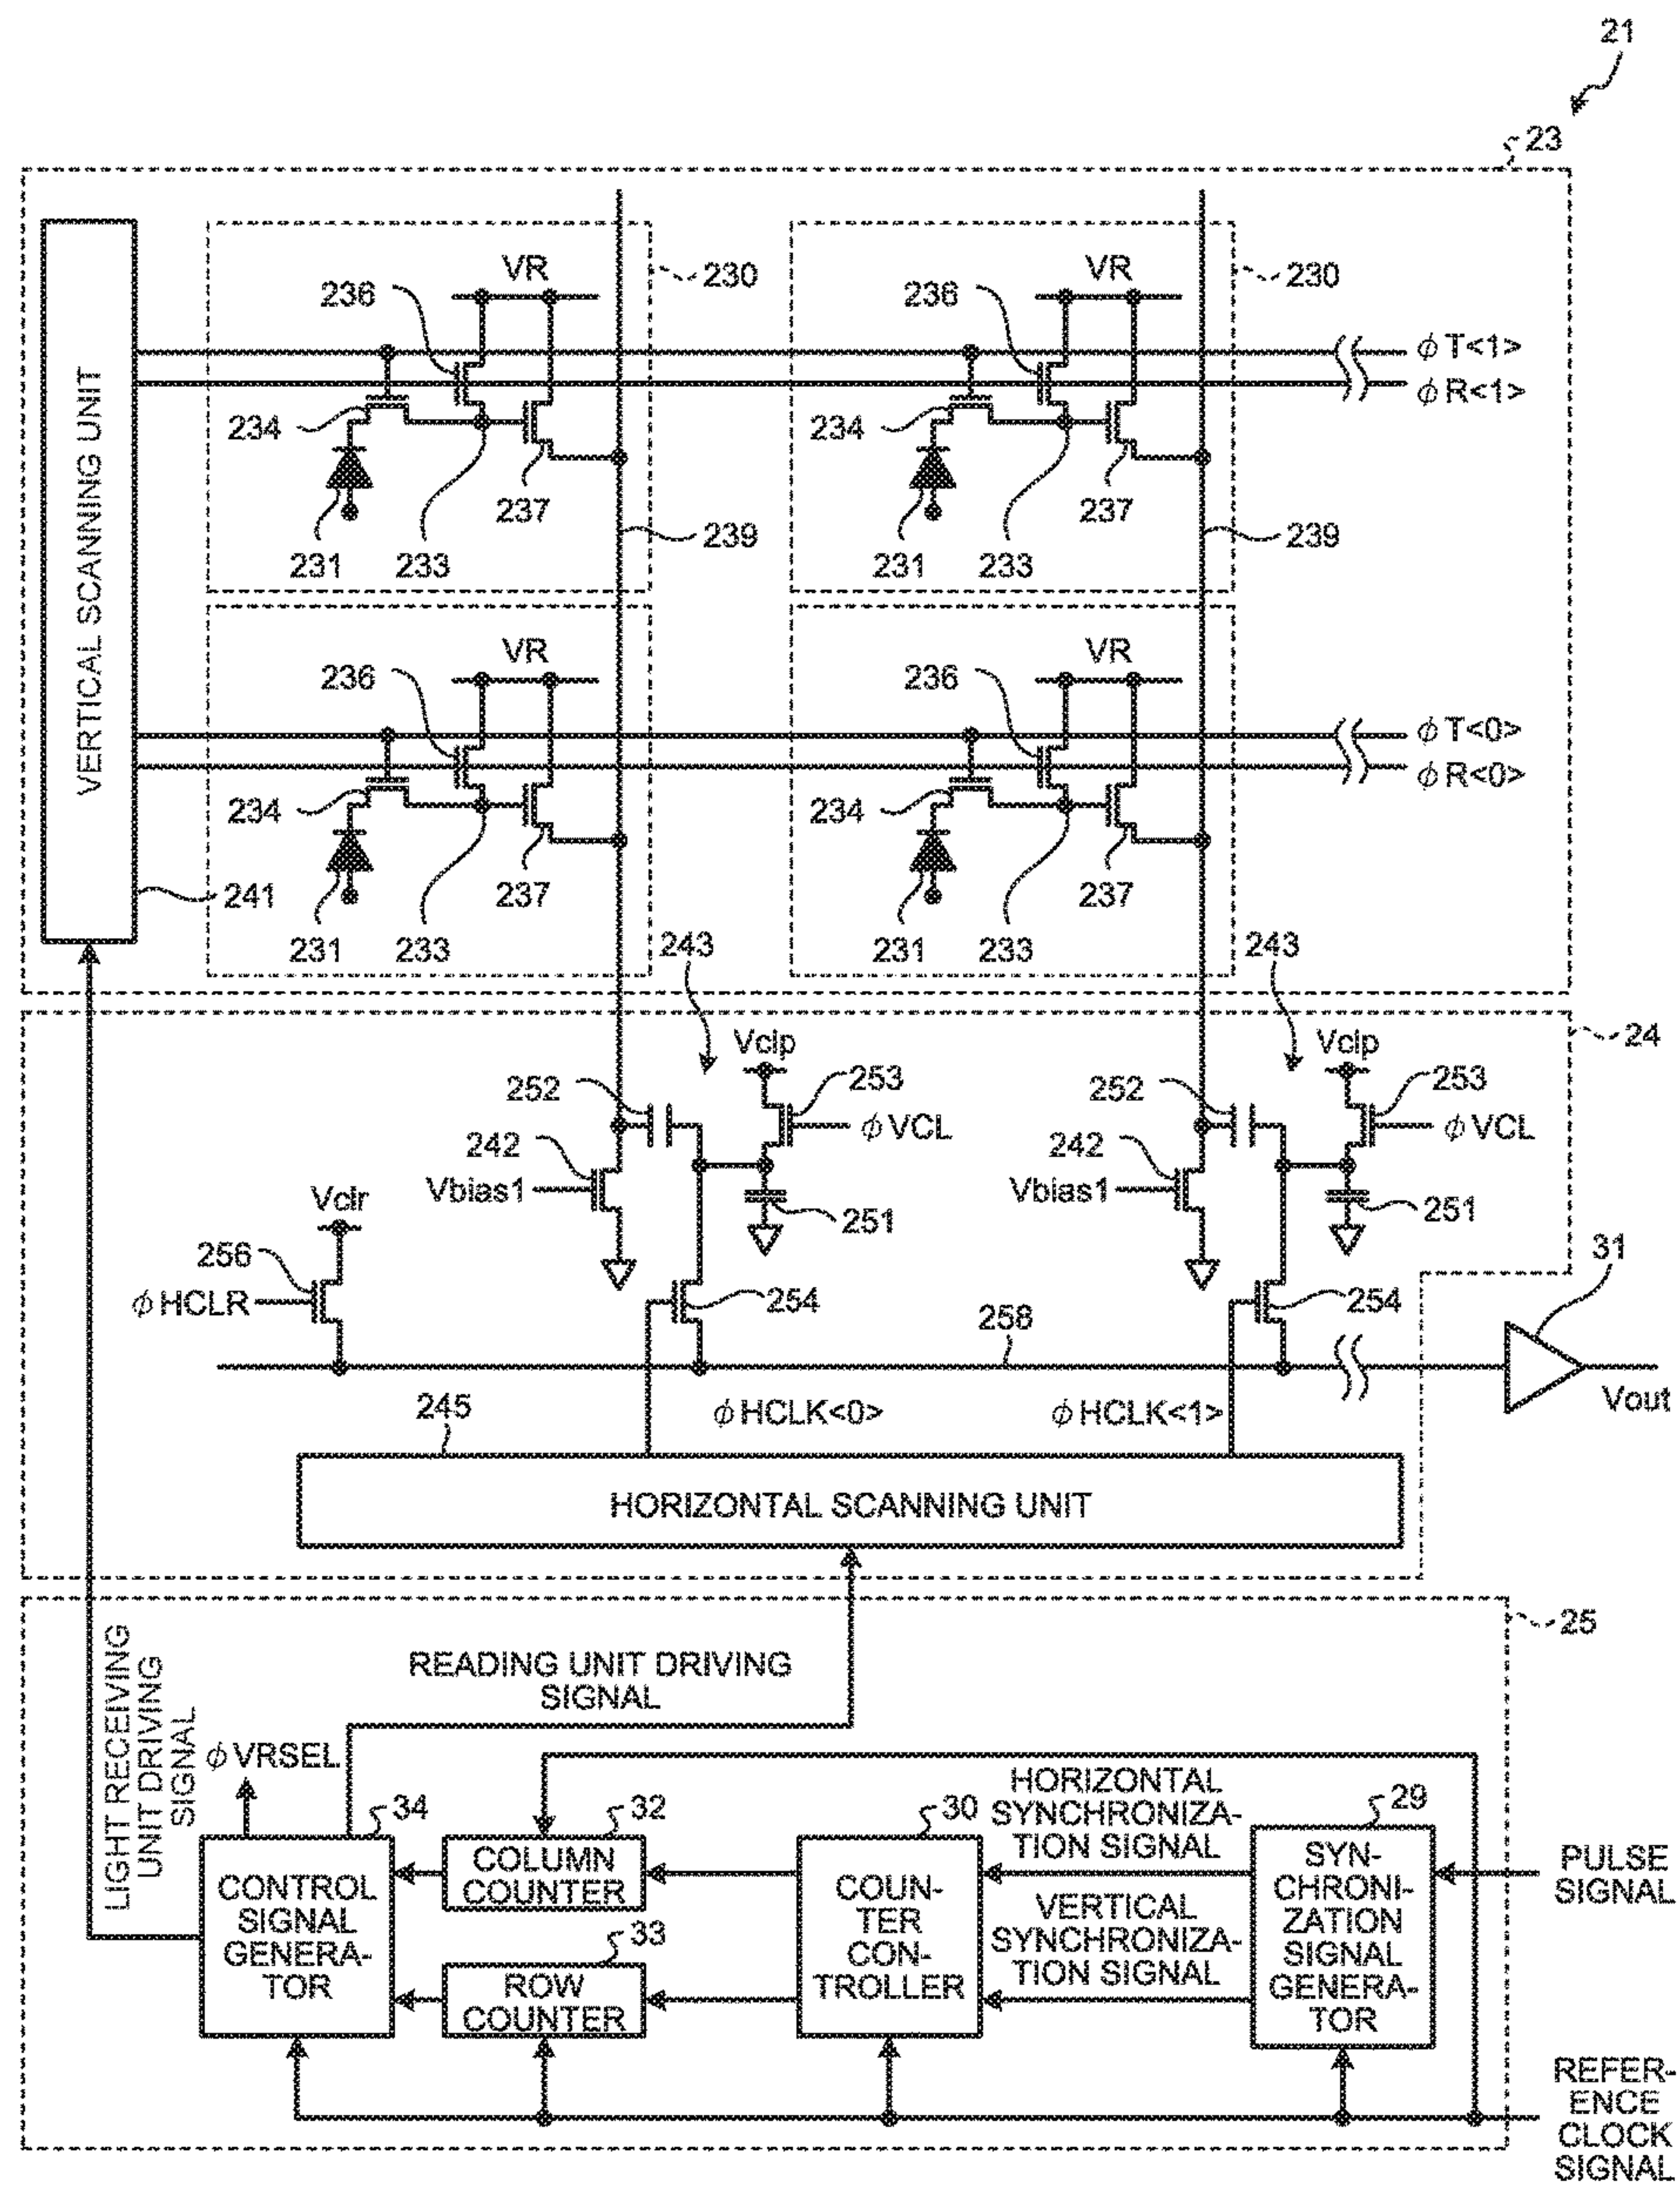 21
23
VR
VR
236
230
236
230
φT<1>
φR<1>
234
234
237
237
239
239
231
233
231
233
VERTICAL SCANNING UNIT
VR
VR
236
236
φT<0>
φR<0>
234
234
241
237
237
231
233
231
233
243
243
24
Vclp
Vclp
252
253
252
253
φVCL
φVCL
242
242
Vbias1
Vbias1
Vclr
251
251
256
31
φHCLR
254
254
258
245
φHCLK<0>
φHCLK<1>
Vout
HORIZONTAL SCANNING UNIT
25
READING UNIT DRIVING
SIGNAL
LIGHT RECEIVING
UNIT DRIVING
SIGNAL
φVRSEL
34
32
30
29
HORIZONTAL
SYNCHRONIZA-
TION SIGNAL
COLUMN
COUNTER
CONTROL
SIGNAL
GENERA-
TOR
COUN-
TER
CON-
TROLLER
SYN-
CHRONI-
ZATION
SIGNAL
GENERA-
TOR
PULSE
SIGNAL
VERTICAL
SYNCHRONIZA-
TION SIGNAL
33
ROW
COUNTER
REFER-
ENCE
CLOCK
SIGNAL